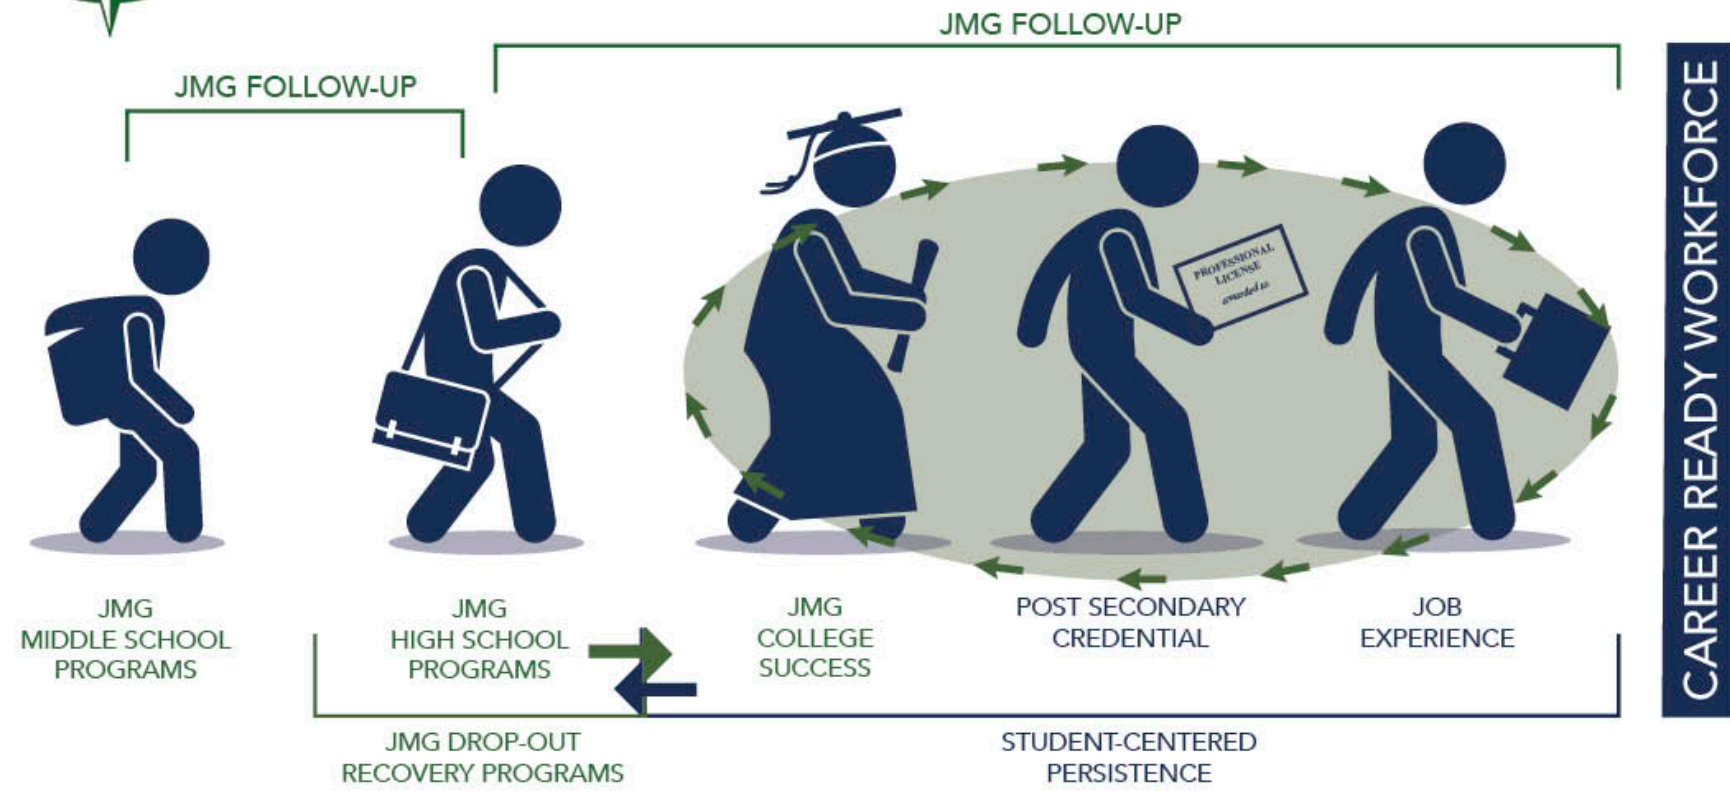 JMG FOLLOW-UP
JMG FOLLOW-UP
PROFESSIONAL
LICENSE
awarded to
JMG
MIDDLE SCHOOL
PROGRAMS
JMG
HIGH SCHOOL
PROGRAMS
JMG
COLLEGE
SUCCESS
POST SECONDARY
CREDENTIAL
JOB
EXPERIENCE
JMG DROP-OUT
RECOVERY PROGRAMS
STUDENT-CENTERED
PERSISTENCE
CAREER READY WORKFORCE